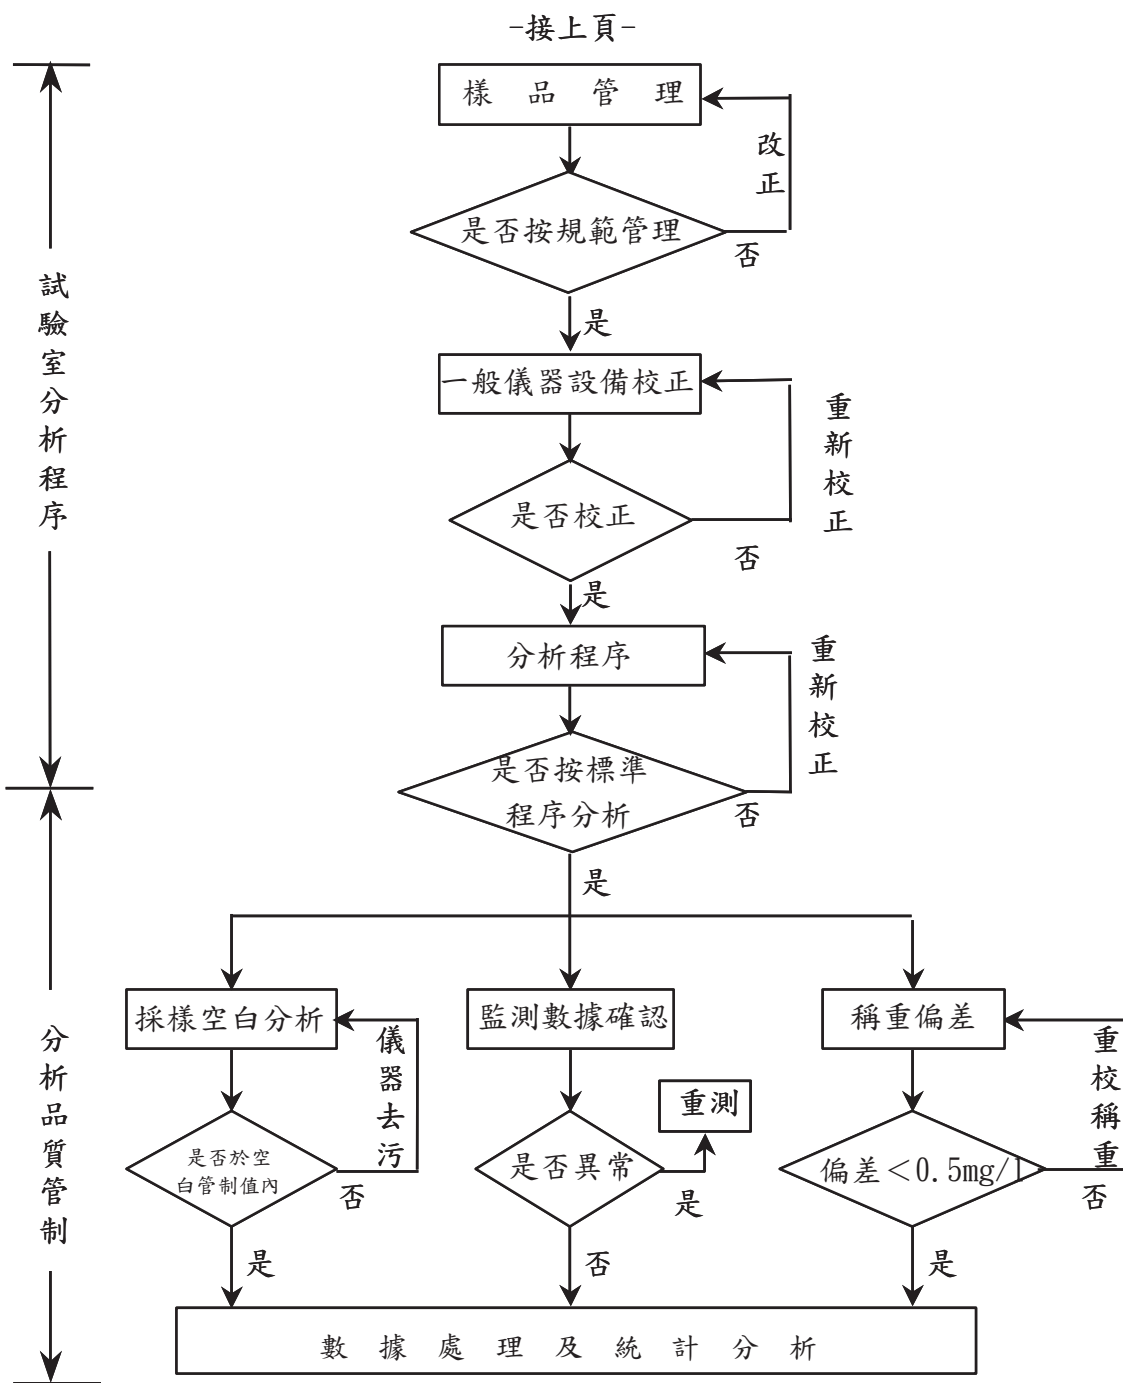 -接上頁-
樣品管理
改正
是否按規範管理
否
是
試驗室分析程序
一般儀器設備校正
重新校正
是否校正
否
是
分析程序
重新校正
是否按標準
程序分析
否
是
採樣空白分析
儀器去污
監測數據確認
稱重偏差
重校稱重
分析品質管制
重測
是否於空
白管制值內
否
是否異常
是
偏差＜0.5mg/l
否
是
否
是
數據處理及統計分析